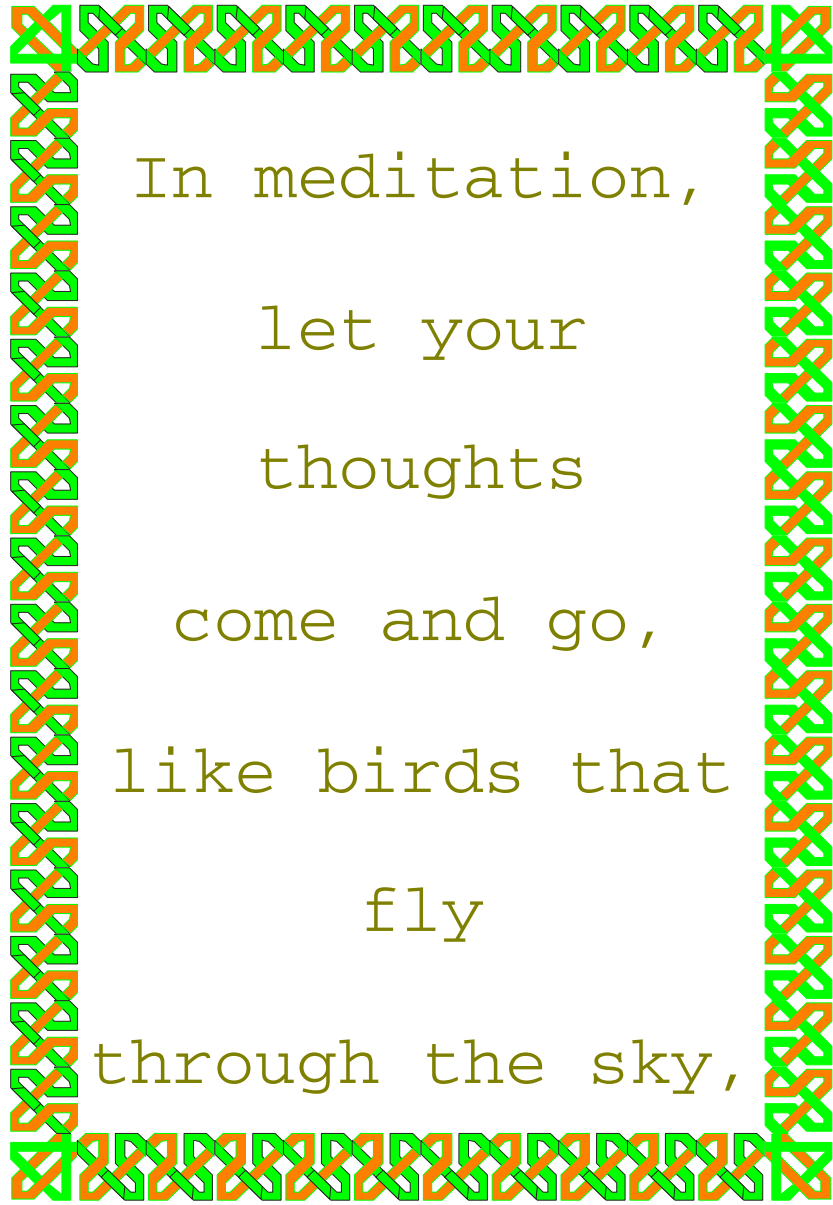 In meditation,
let your
thoughts
come and go,
like birds that
fly
through the sky,